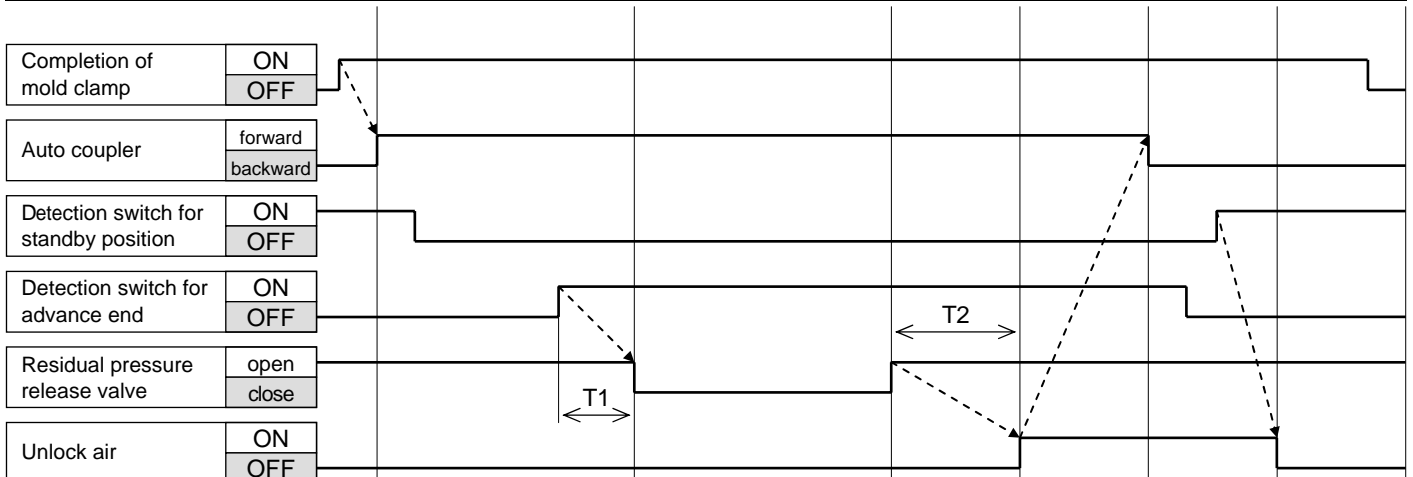 Completion of
mold clamp
ON
OFF
Auto coupler
forward
backward
Detection switch for
standby position
ON
OFF
Detection switch for
advance end
ON
OFF
T2
Residual pressure
release valve
open
close
T1
Unlock air
ON
OFF